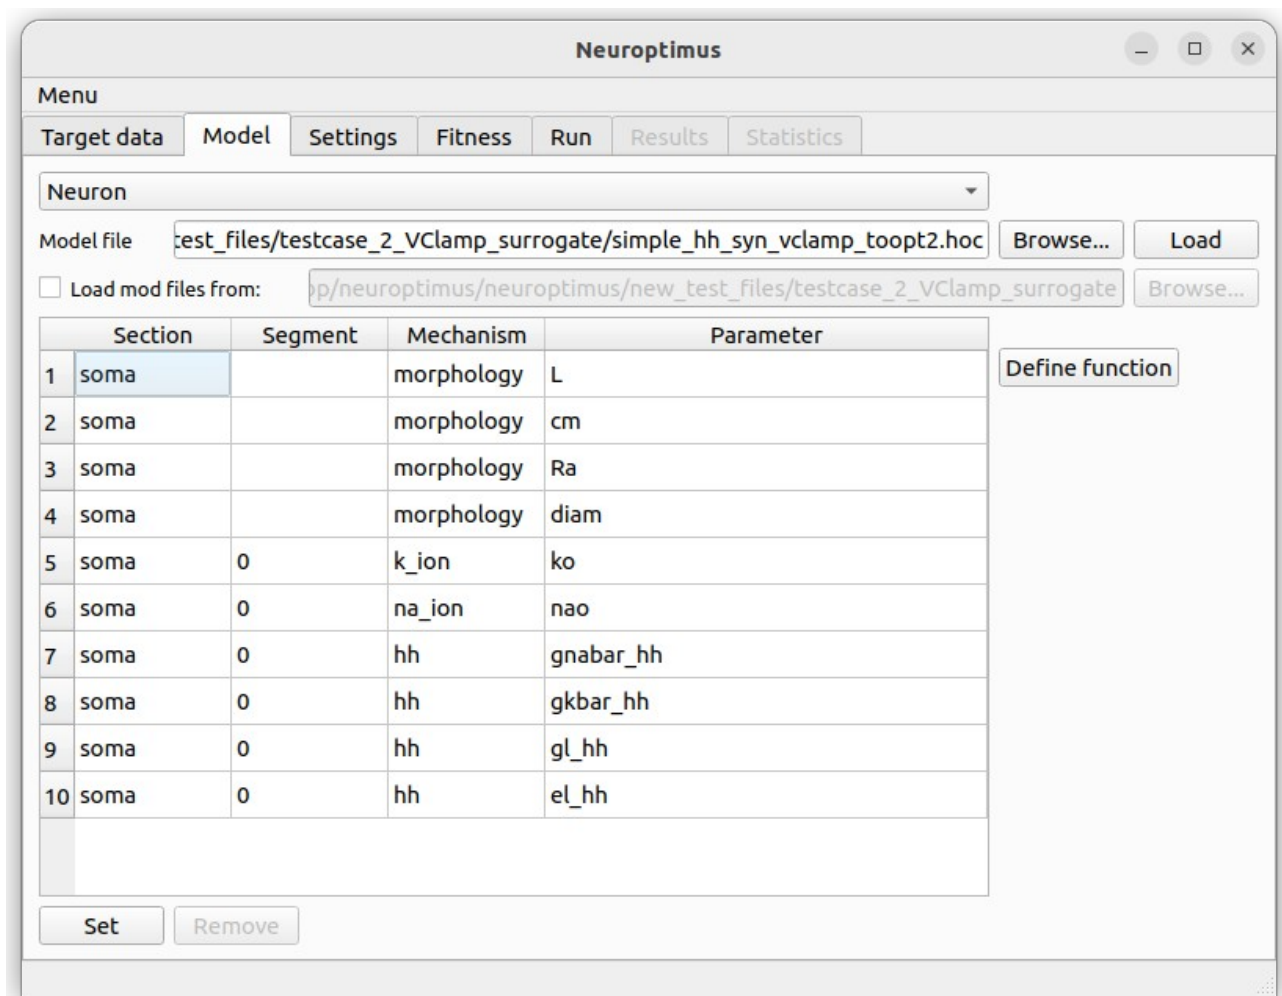 Neuroptimus
Menu
Target data Model Settings Fitness Run Results Statistics
Neuron
Model file test_files/testcase_2_VClamp_surrogate/simple_hh_syn_vclamp_toopt2.hoc Browse... Load
Load mod files from: op/neuroptimus/neuroptimus/new_test_files/testcase_2_VClamp_surrogate Browse...
Section Segment Mechanism Parameter
Define function
1 soma morphology L
2 soma morphology cm
3 soma morphology Ra
4 soma morphology diam
5 soma 0 k_ion ko
6 soma 0 na_ion nao
7 soma 0 hh gnabar_hh
8 soma 0 hh gkbar_hh
9 soma 0 hh gl_hh
10 soma 0 hh el_hh
Set Remove